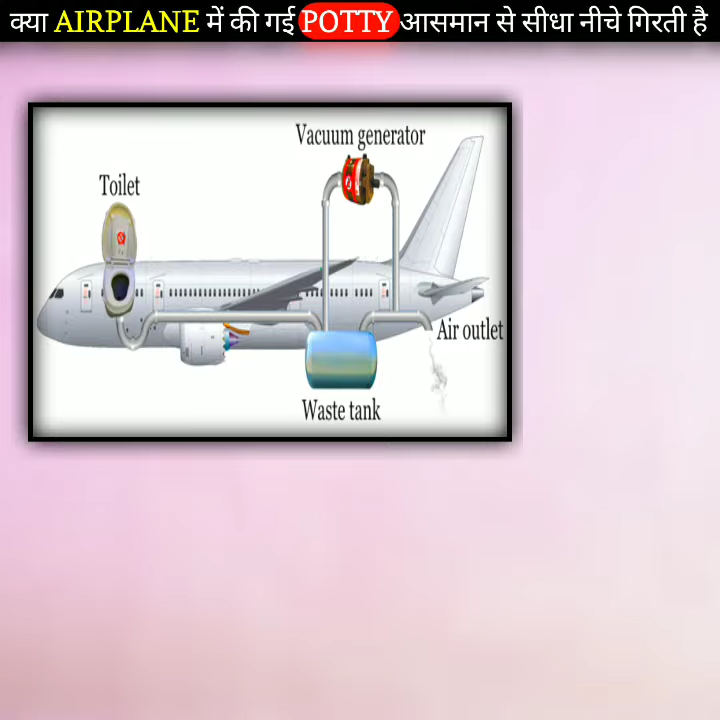 क्या AIRPLANE में की गई POTTY आसमान से सीधा नीचे गिरती है
Vacuum generator
Toilet
Air outlet
Waste tank